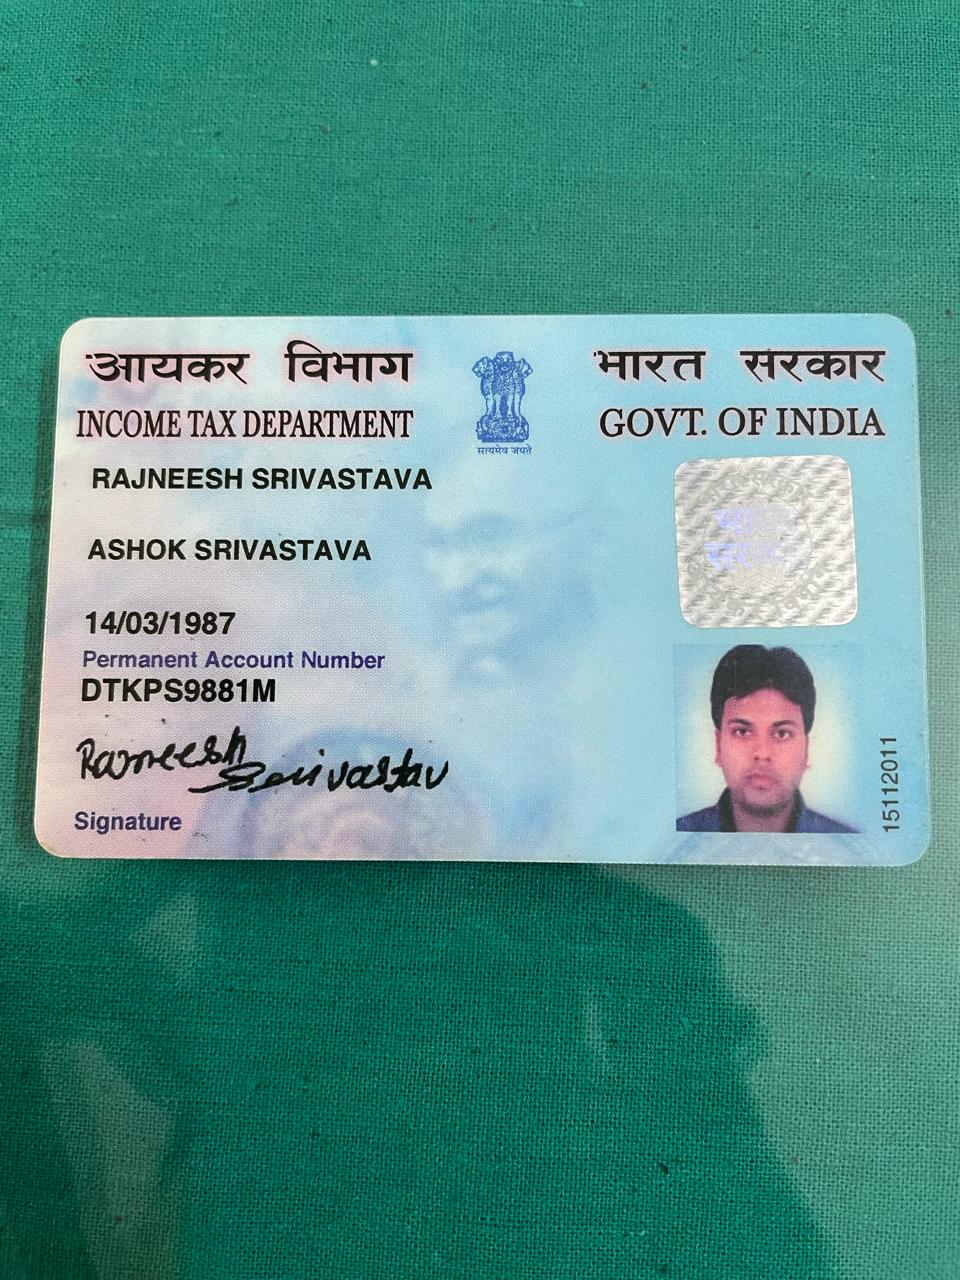 आयकर विभाग
INCOME TAX DEPARTMENT
सत्यमेव जयते
भारत सरकार
GOVT. OF INDIA
RAJNEESH SRIVASTAVA
ASHOK SRIVASTAVA
14/03/1987
Permanent Account Number
DTKPS9881M
Rajneesh Srivastav
Signature
15112011